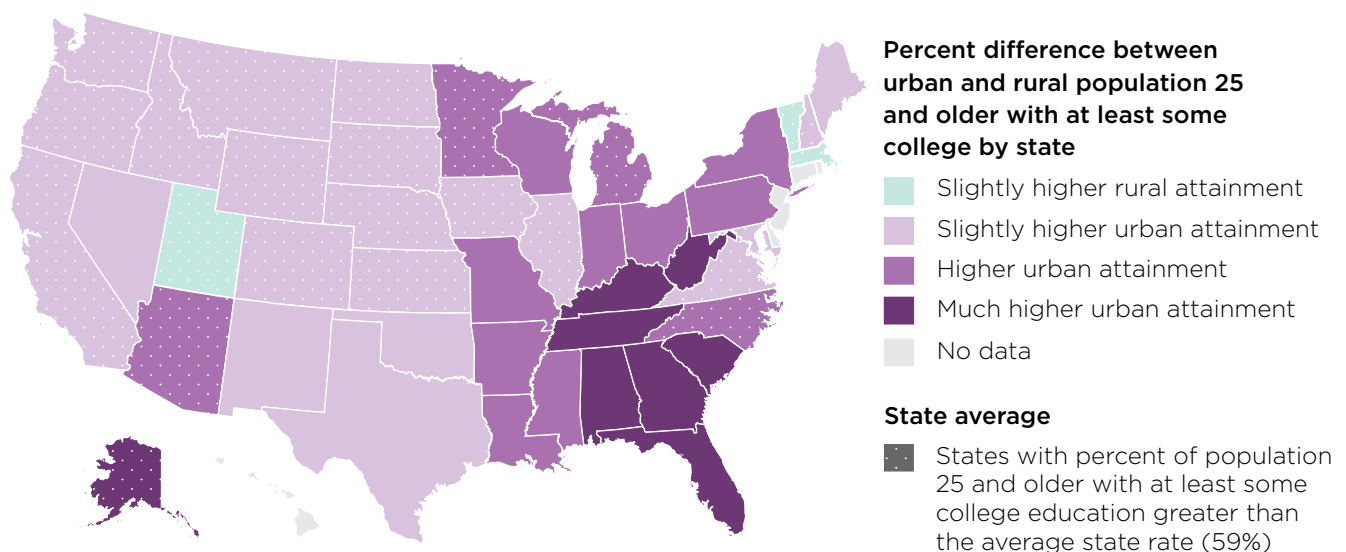 Percent difference between
urban and rural population 25
and older with at least some
college by state
Slightly higher rural attainment
Slightly higher urban attainment
Higher urban attainment
Much higher urban attainment
No data
State average
States with percent of population
25 and older with at least some
college education greater than
the average state rate (59%)